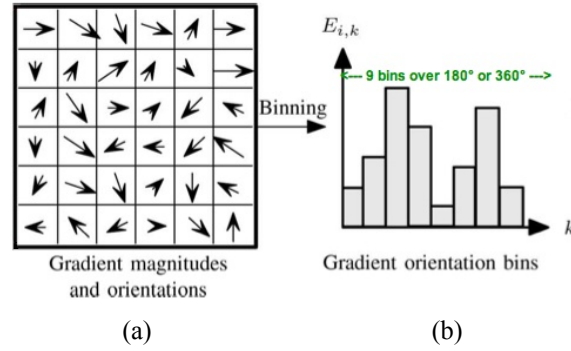 E_{i,k}
<--- 9 bins over 180° or 360° --->
Binning
k
Gradient magnitudes
and orientations
Gradient orientation bins
(a)
(b)